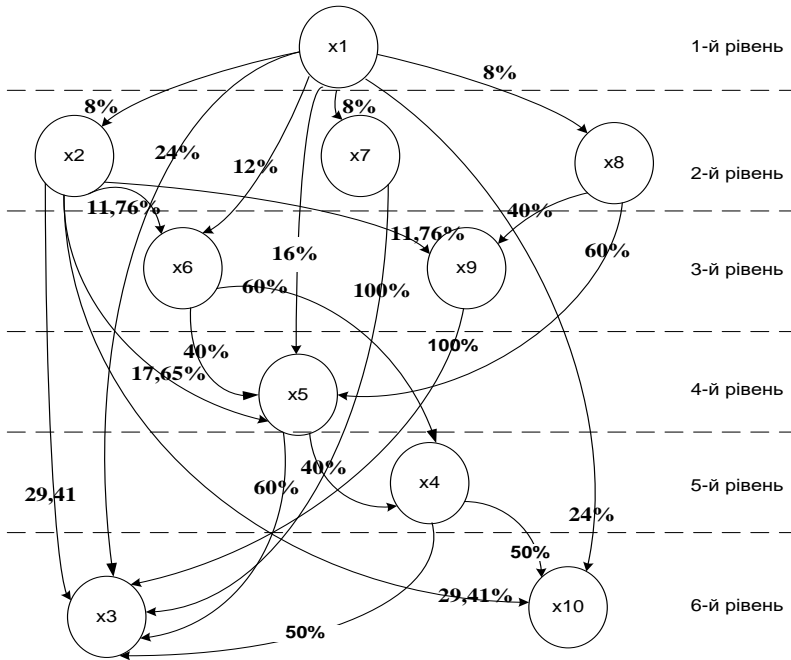 x1
1-й рівень
8%
8%
8%
x2
24%
12%
x7
x8
2-й рівень
11,76%
40%
11,76%
16%
60%
x6
60%
x9
3-й рівень
100%
40%
100%
17,65%
x5
4-й рівень
40%
60%
x4
5-й рівень
29,41
24%
50%
29,41%
x3
x10
6-й рівень
50%